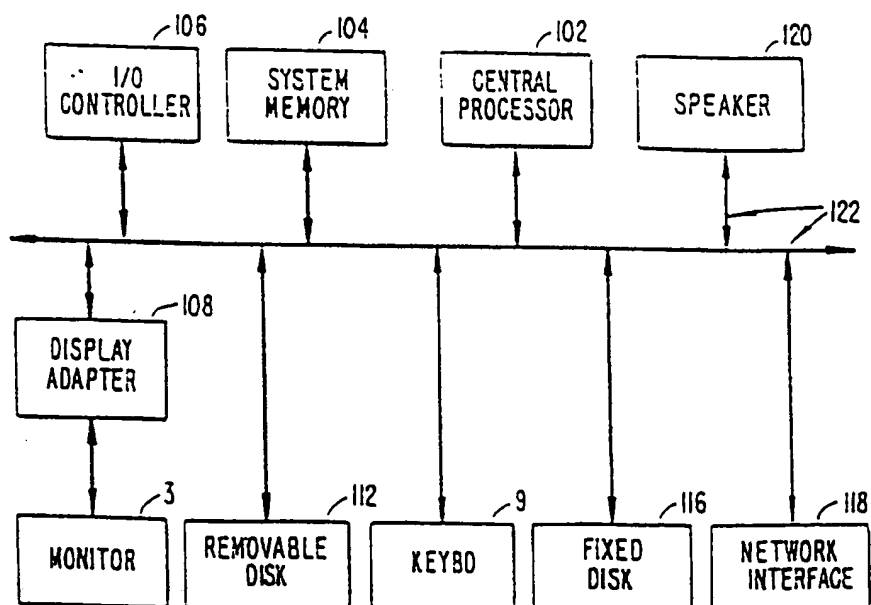 106
104
102
120
I/O
CONTROLLER
SYSTEM
MEMORY
CENTRAL
PROCESSOR
SPEAKER
122
108
DISPLAY
ADAPTER
3
112
9
116
118
MONITOR
REMOVABLE
DISK
KEYBD
FIXED
DISK
NETWORK
INTERFACE